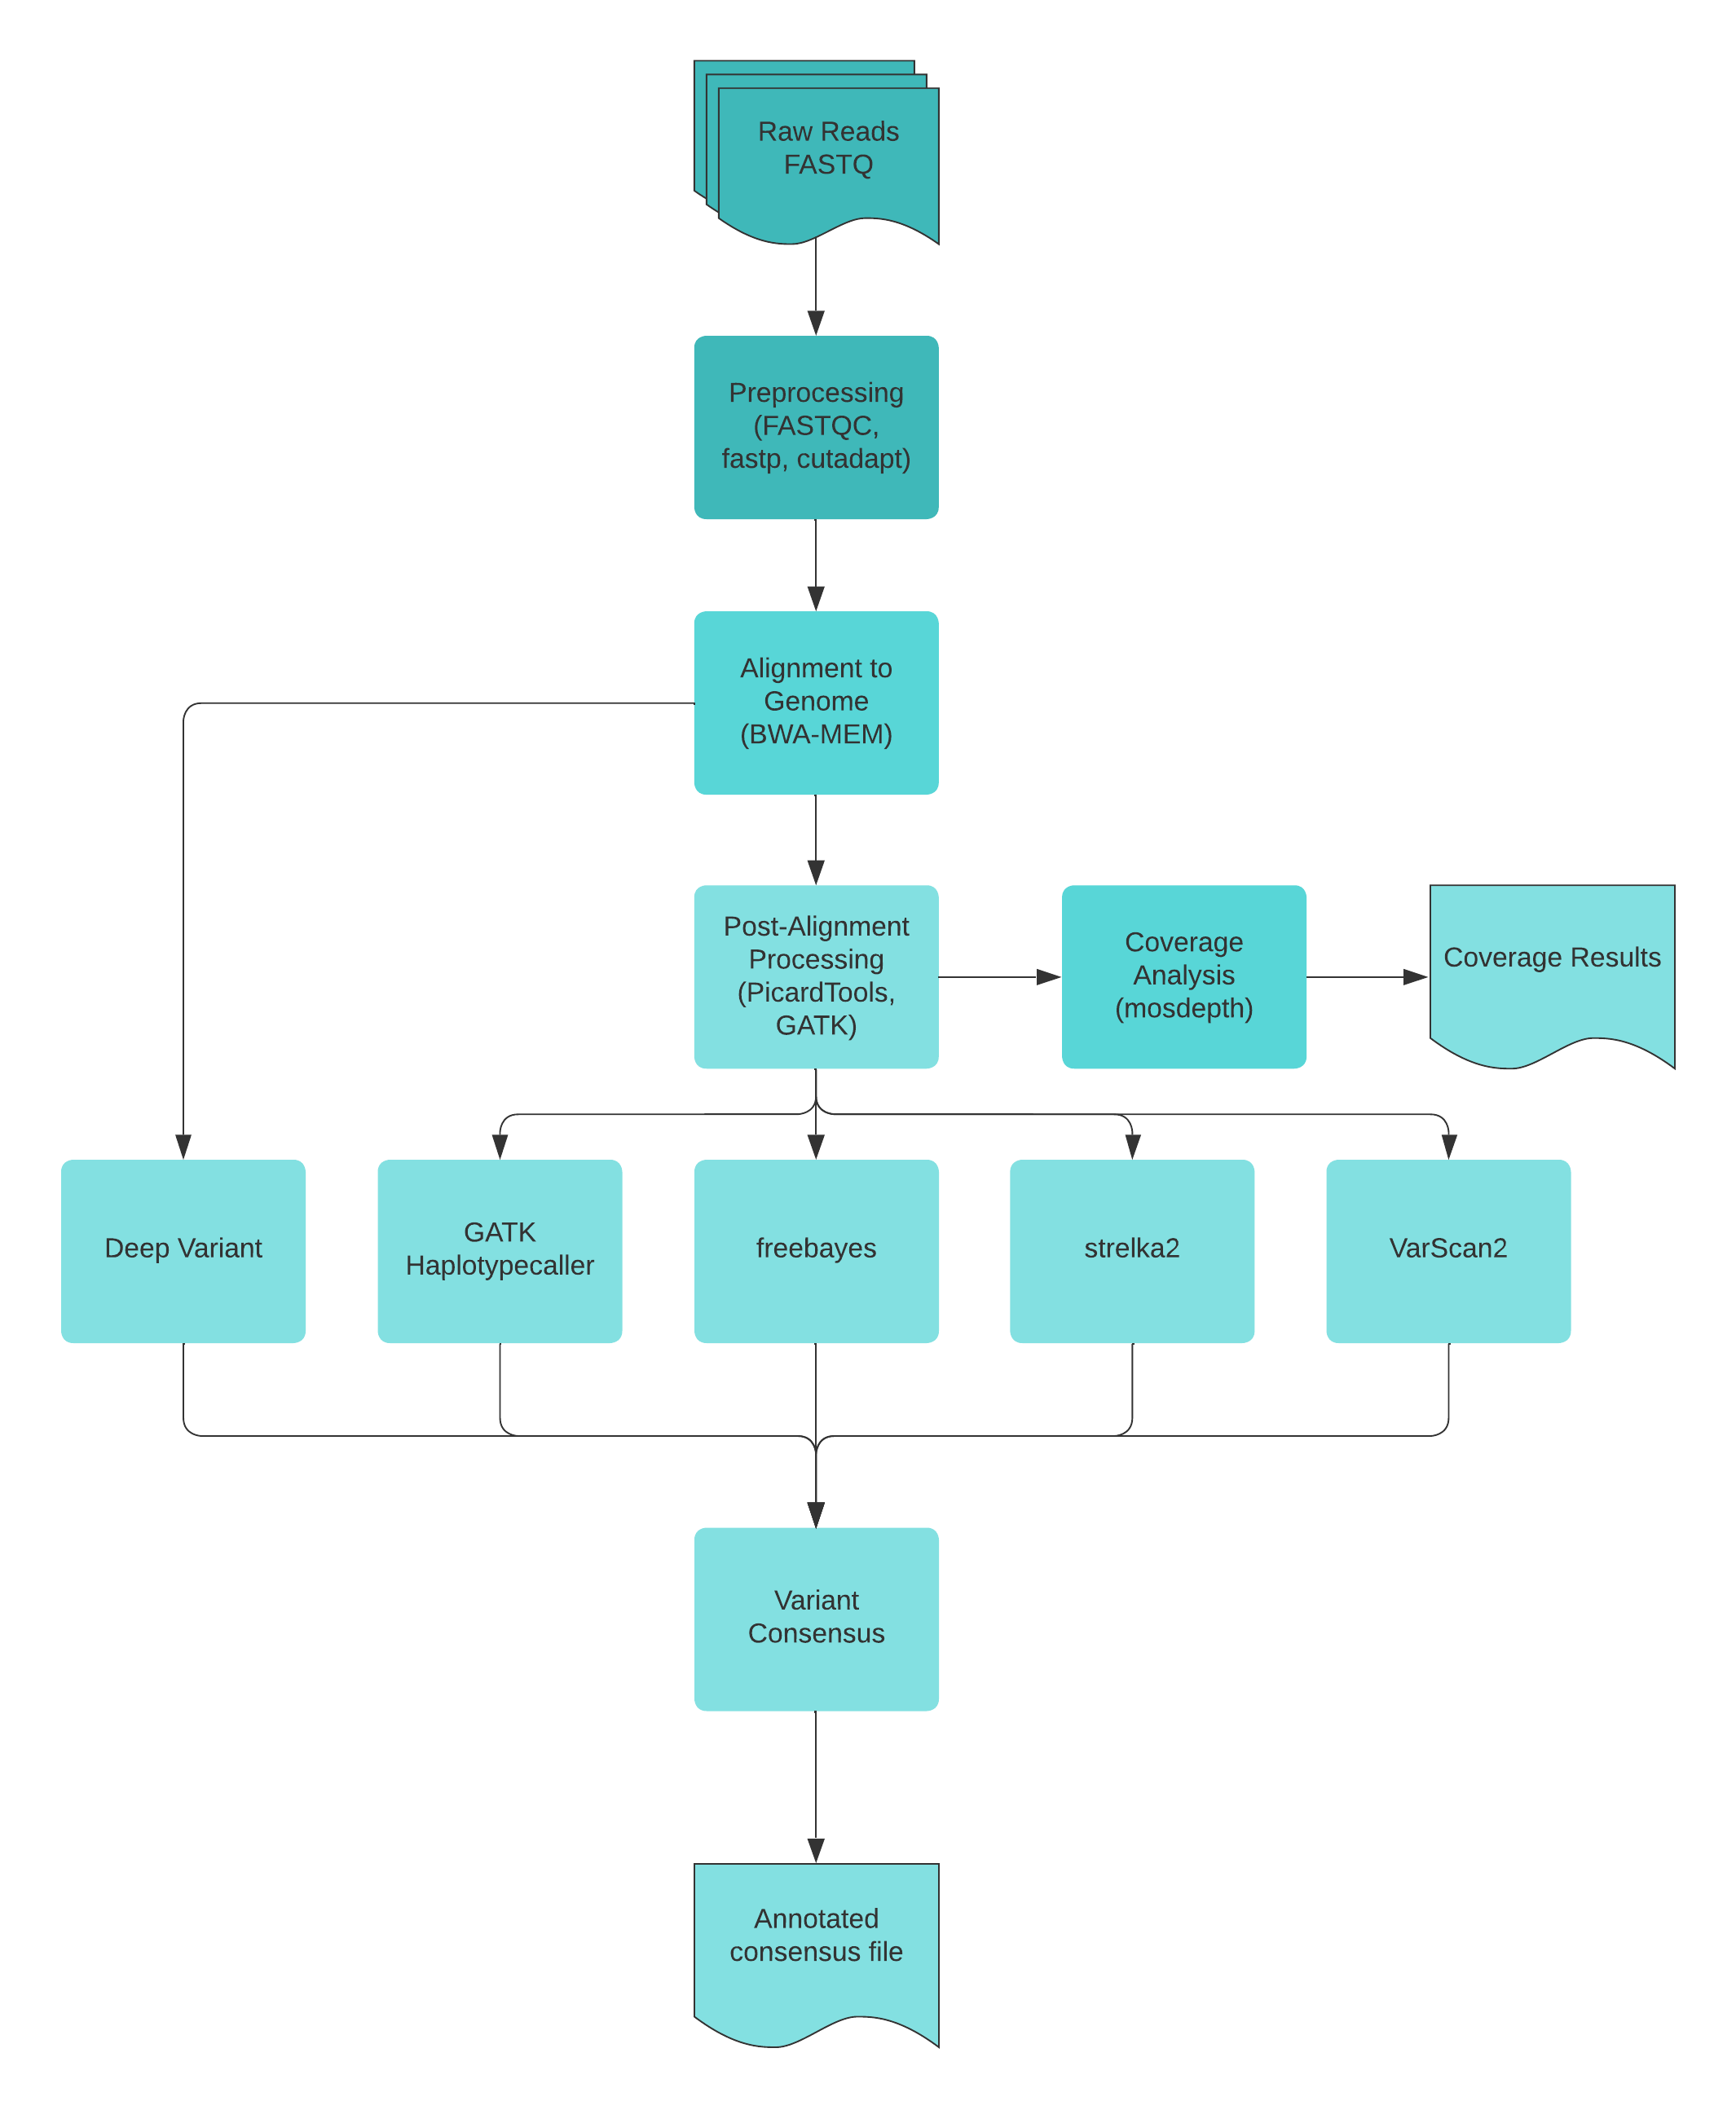 Raw Reads
FASTQ
Preprocessing
(FASTQC,
fastp, cutadapt)
Alignment to
Genome
(BWA-MEM)
Post-Alignment
Processing
(PicardTools,
GATK)
Coverage
Analysis
(mosdepth)
Coverage Results
Deep Variant
GATK
Haplotypecaller
freebayes
strelka2
VarScan2
Variant
Consensus
Annotated
consensus file